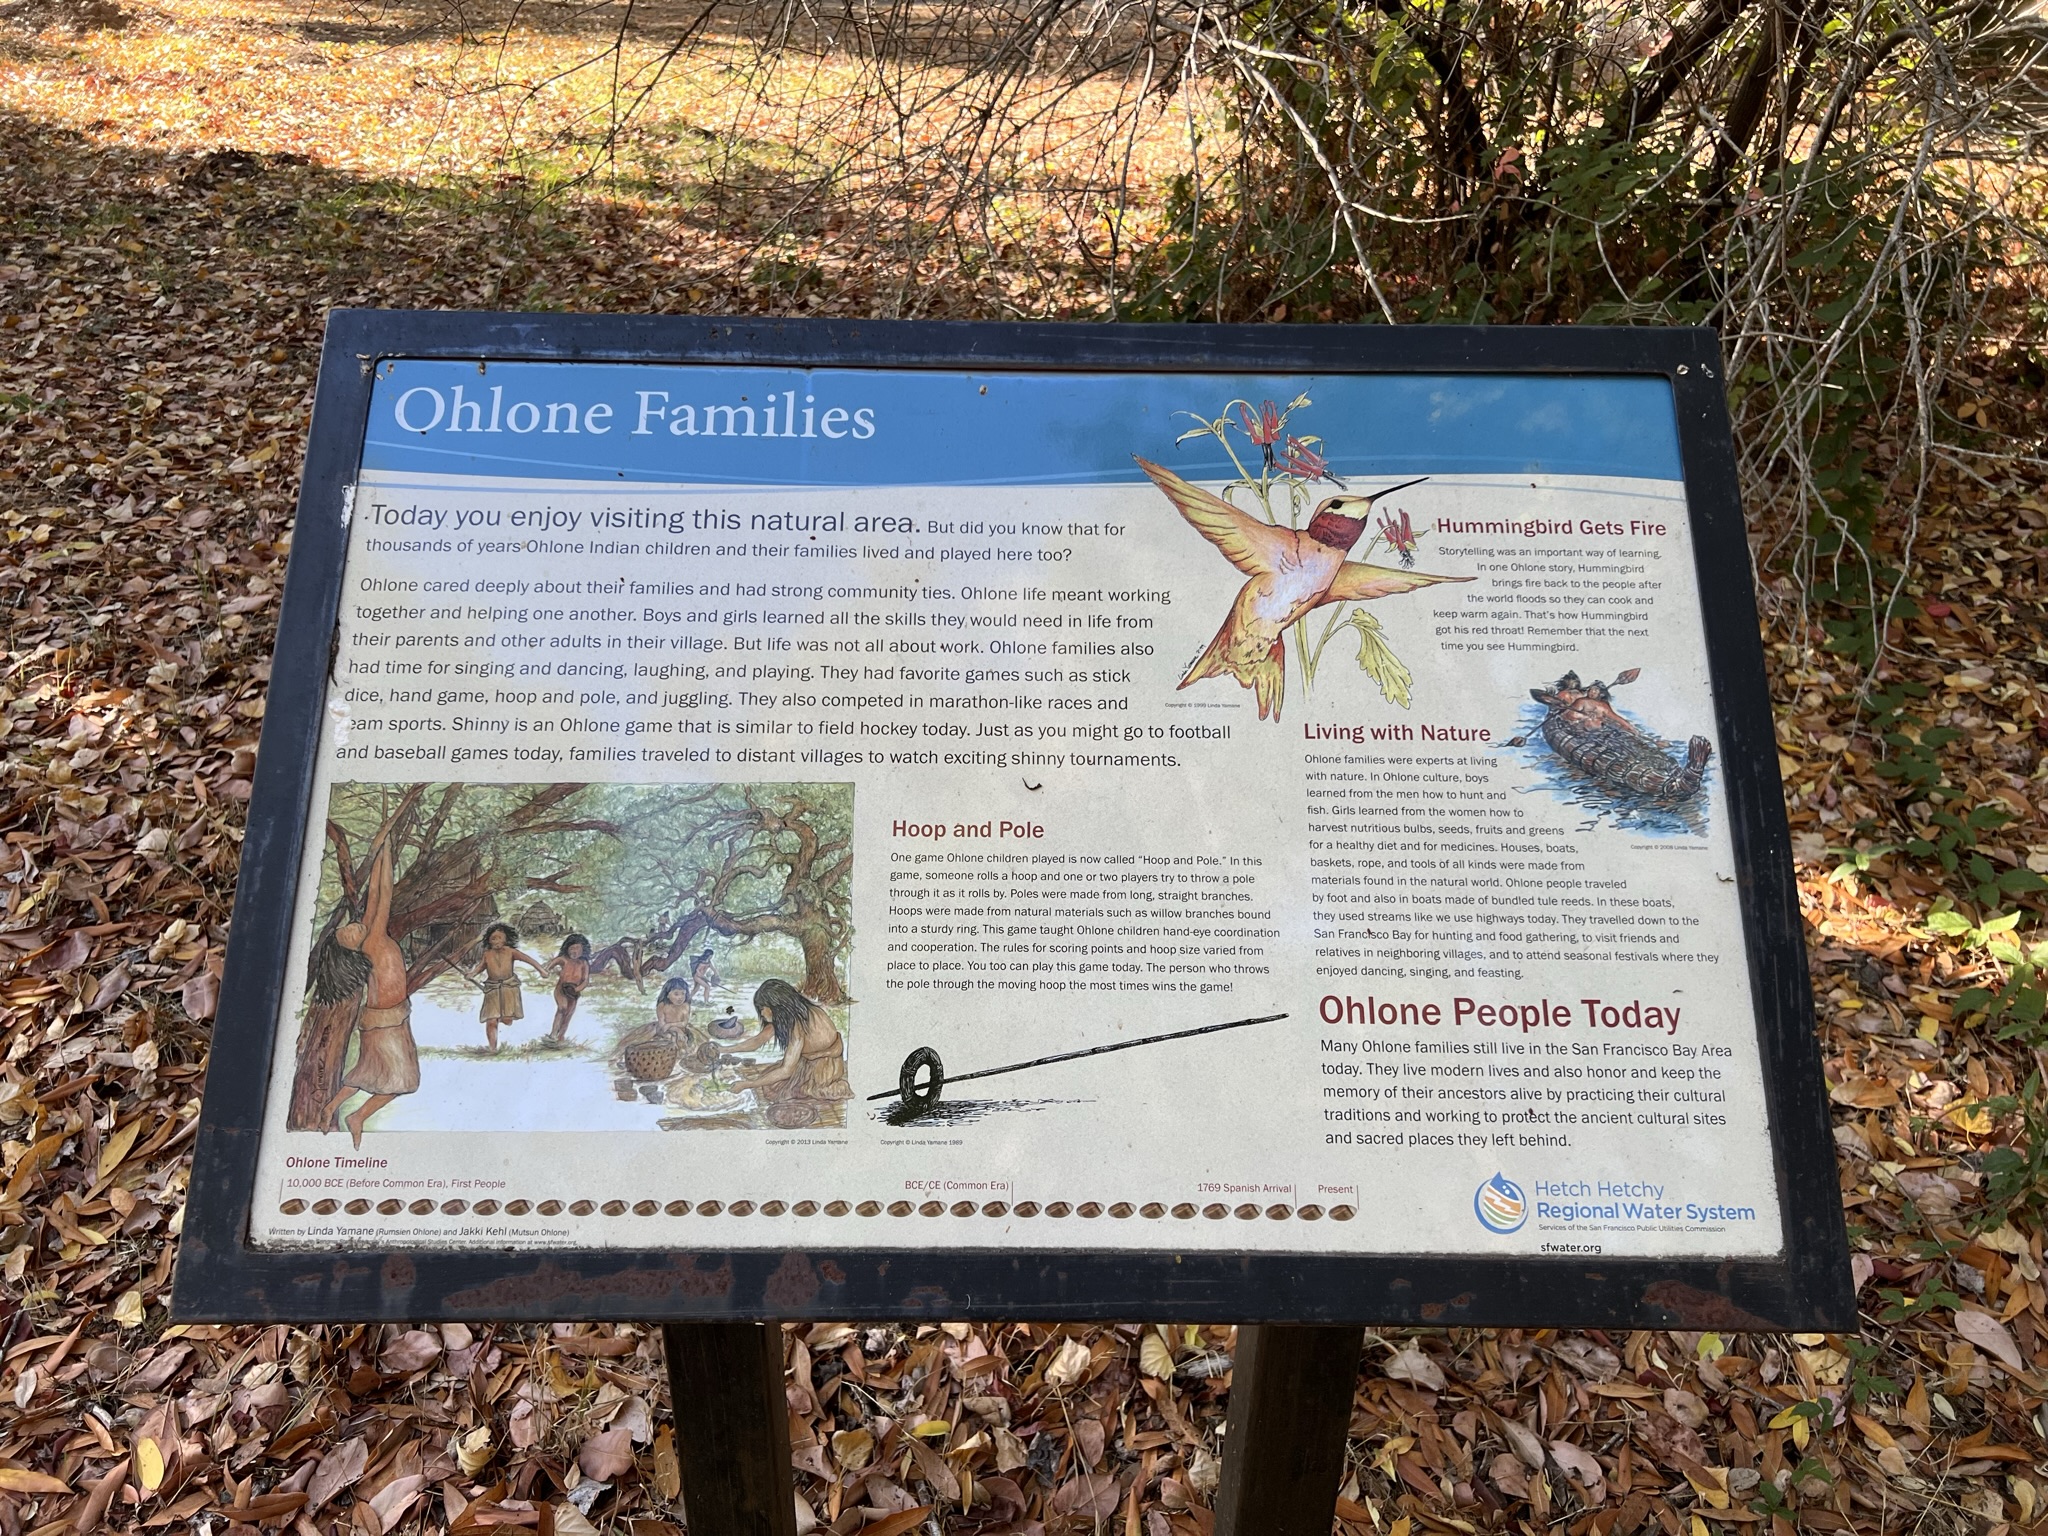 Ohlone Families
Today you enjoy visiting this natural area. But did you know that for
thousands of years Ohlone Indian children and their families lived and played here too?
Ohlone cared deeply about their families and had strong community ties. Ohlone life meant working
together and helping one another. Boys and girls learned all the skills they would need in life from
their parents and other adults in their village. But life was not all about work. Ohlone families also
had time for singing and dancing, laughing, and playing. They had favorite games such as stick
dice, hand game, hoop and pole, and juggling. They also competed in marathon-like races and
eam sports. Shinny is an Ohlone game that is similar to field hockey today. Just as you might go to football
and baseball games today, families traveled to distant villages to watch exciting shinny tournaments.
Copyright © 1999 Linda Yamane
Hummingbird Gets Fire
Storytelling was an important way of learning.
In one Ohlone story, Hummingbird
brings fire back to the people after
the world floods so they can cook and
keep warm again. That's how Hummingbird
got his red throat! Remember that the next
time you see Hummingbird.
Living with Nature
Ohlone families were experts at living
with nature. In Ohlone culture, boys
learned from the men how to hunt and
fish. Girls learned from the women how to
harvest nutritious bulbs, seeds, fruits and greens
for a healthy diet and for medicines. Houses, boats,
baskets, rope, and tools of all kinds were made from
materials found in the natural world. Ohlone people traveled
by foot and also in boats made of bundled tule reeds. In these boats,
they used streams like we use highways today. They travelled down to the
San Francisco Bay for hunting and food gathering, to visit friends and
relatives in neighboring villages, and to attend seasonal festivals where they
enjoyed dancing, singing, and feasting.
Copyright © 2008 Linda Yamane
Hoop and Pole
One game Ohlone children played is now called "Hoop and Pole." In this
game, someone rolls a hoop and one or two players try to throw a pole
through it as it rolls by. Poles were made from long, straight branches.
Hoops were made from natural materials such as willow branches bound
into a sturdy ring. This game taught Ohlone children hand-eye coordination
and cooperation. The rules for scoring points and hoop size varied from
place to place. You too can play this game today. The person who throws
the pole through the moving hoop the most times wins the game!
Copyright © 2013 Linda Yamane
Copyright © Linda Yamane 1989
Ohlone People Today
Many Ohlone families still live in the San Francisco Bay Area
today. They live modern lives and also honor and keep the
memory of their ancestors alive by practicing their cultural
traditions and working to protect the ancient cultural sites
and sacred places they left behind.
Ohlone Timeline
10,000 BCE (Before Common Era), First People
BCE/CE (Common Era)
1769 Spanish Arrival
Present
Written by Linda Yamane (Rumsien Ohlone) and Jakki Kehl (Mutsun Ohlone)
Anthropological Studies Center. Additional information at www.sfwater.org
Hetch Hetchy
Regional Water System
Services of the San Francisco Public Utilities Commission
sfwater.org